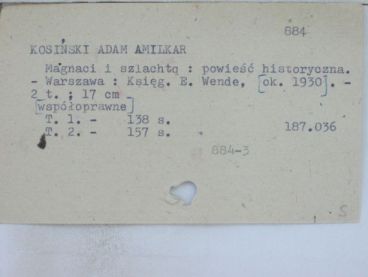 884
KOSIŃSKI ADAM AMILKAR
Magnaci i szlachtą : powieść historyczna.
- Warszawa : Księg. E. Wende, [ok. 1930]. -
2 t. ; 17 cm
[współoprawne]
T. 1. - 138 s.
T. 2. - 157 s. 187.036
884-3
S